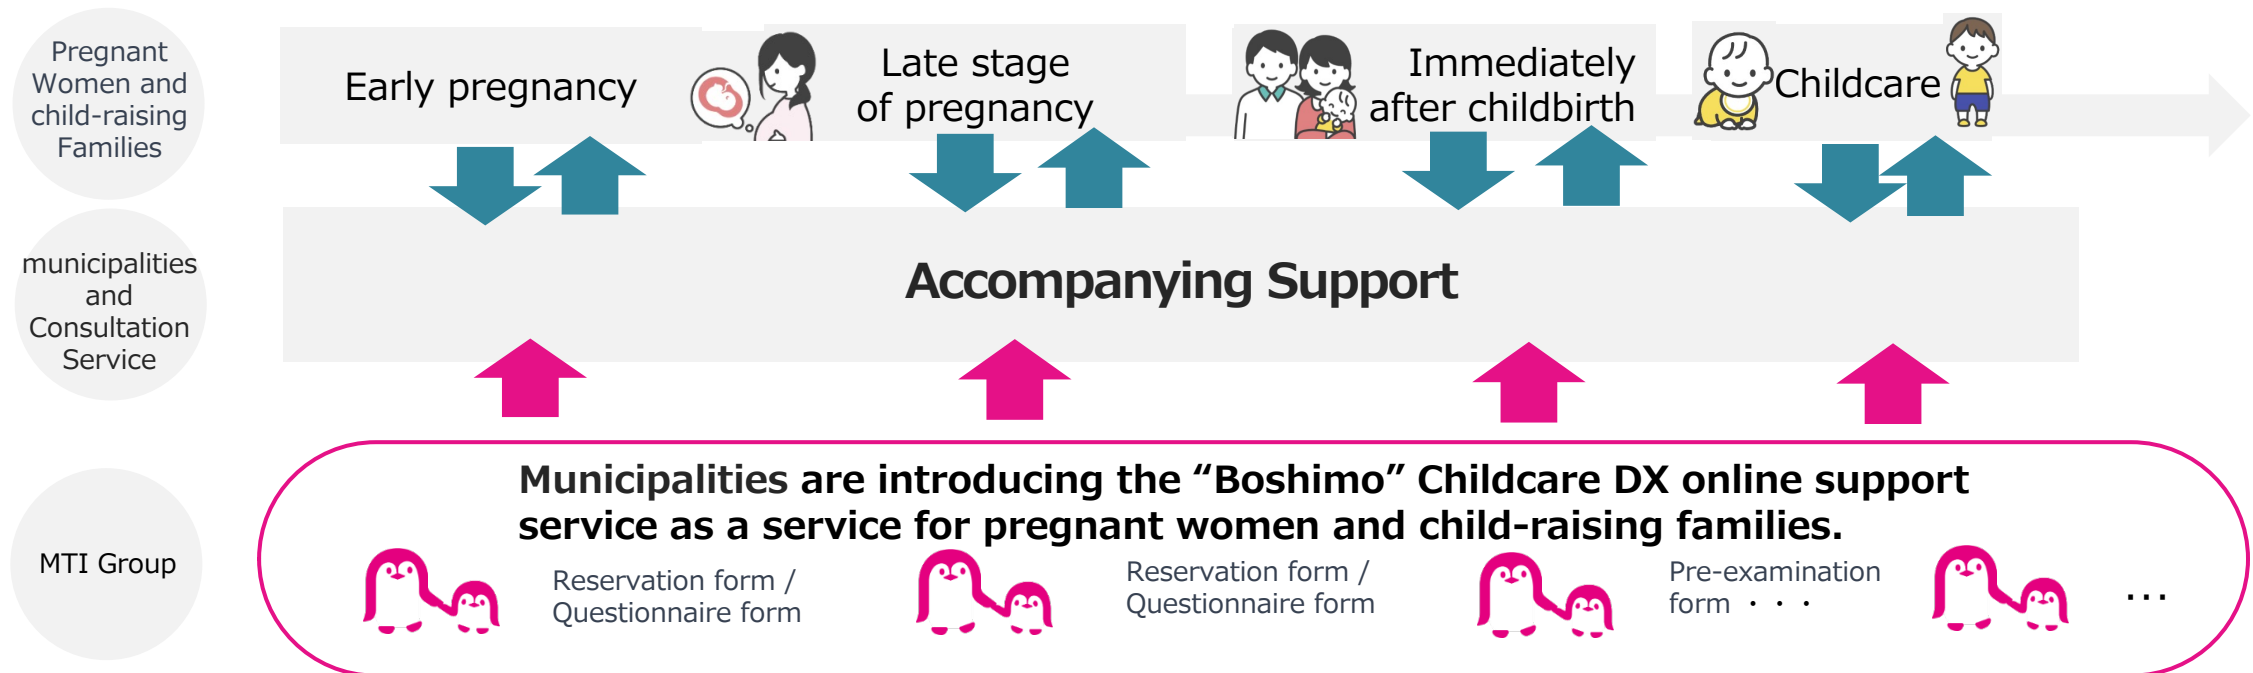 Pregnant
Women and
child-raising
Families
Early pregnancy
Late stage
of pregnancy
Immediately
after childbirth
Childcare
municipalities
and
Consultation
Service
Accompanying Support
MTI Group
Municipalities are introducing the “Boshimo” Childcare DX online support
service as a service for pregnant women and child-raising families.
Reservation form /
Questionnaire form
Reservation form /
Questionnaire form
Pre-examination
form ・・・
…